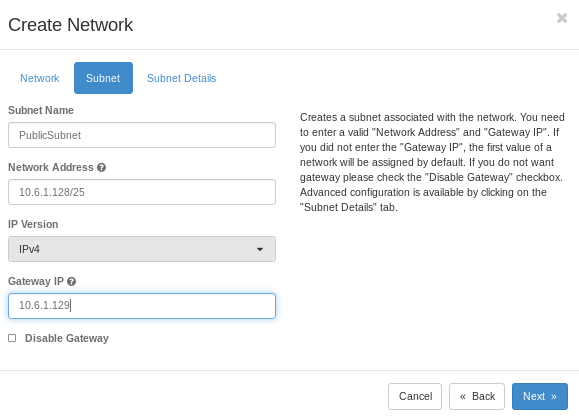 Create Network
×
Network
Subnet
Subnet Details
Subnet Name
PublicSubnet
Network Address
10.6.1.128/25
IP Version
IPv4
Gateway IP
10.6.1.129
Disable Gateway
Creates a subnet associated with the network. You need
to enter a valid "Network Address" and "Gateway IP". If
you did not enter the "Gateway IP", the first value of a
network will be assigned by default. If you do not want
gateway please check the "Disable Gateway" checkbox.
Advanced configuration is available by clicking on the
"Subnet Details" tab.
Cancel
« Back
Next »